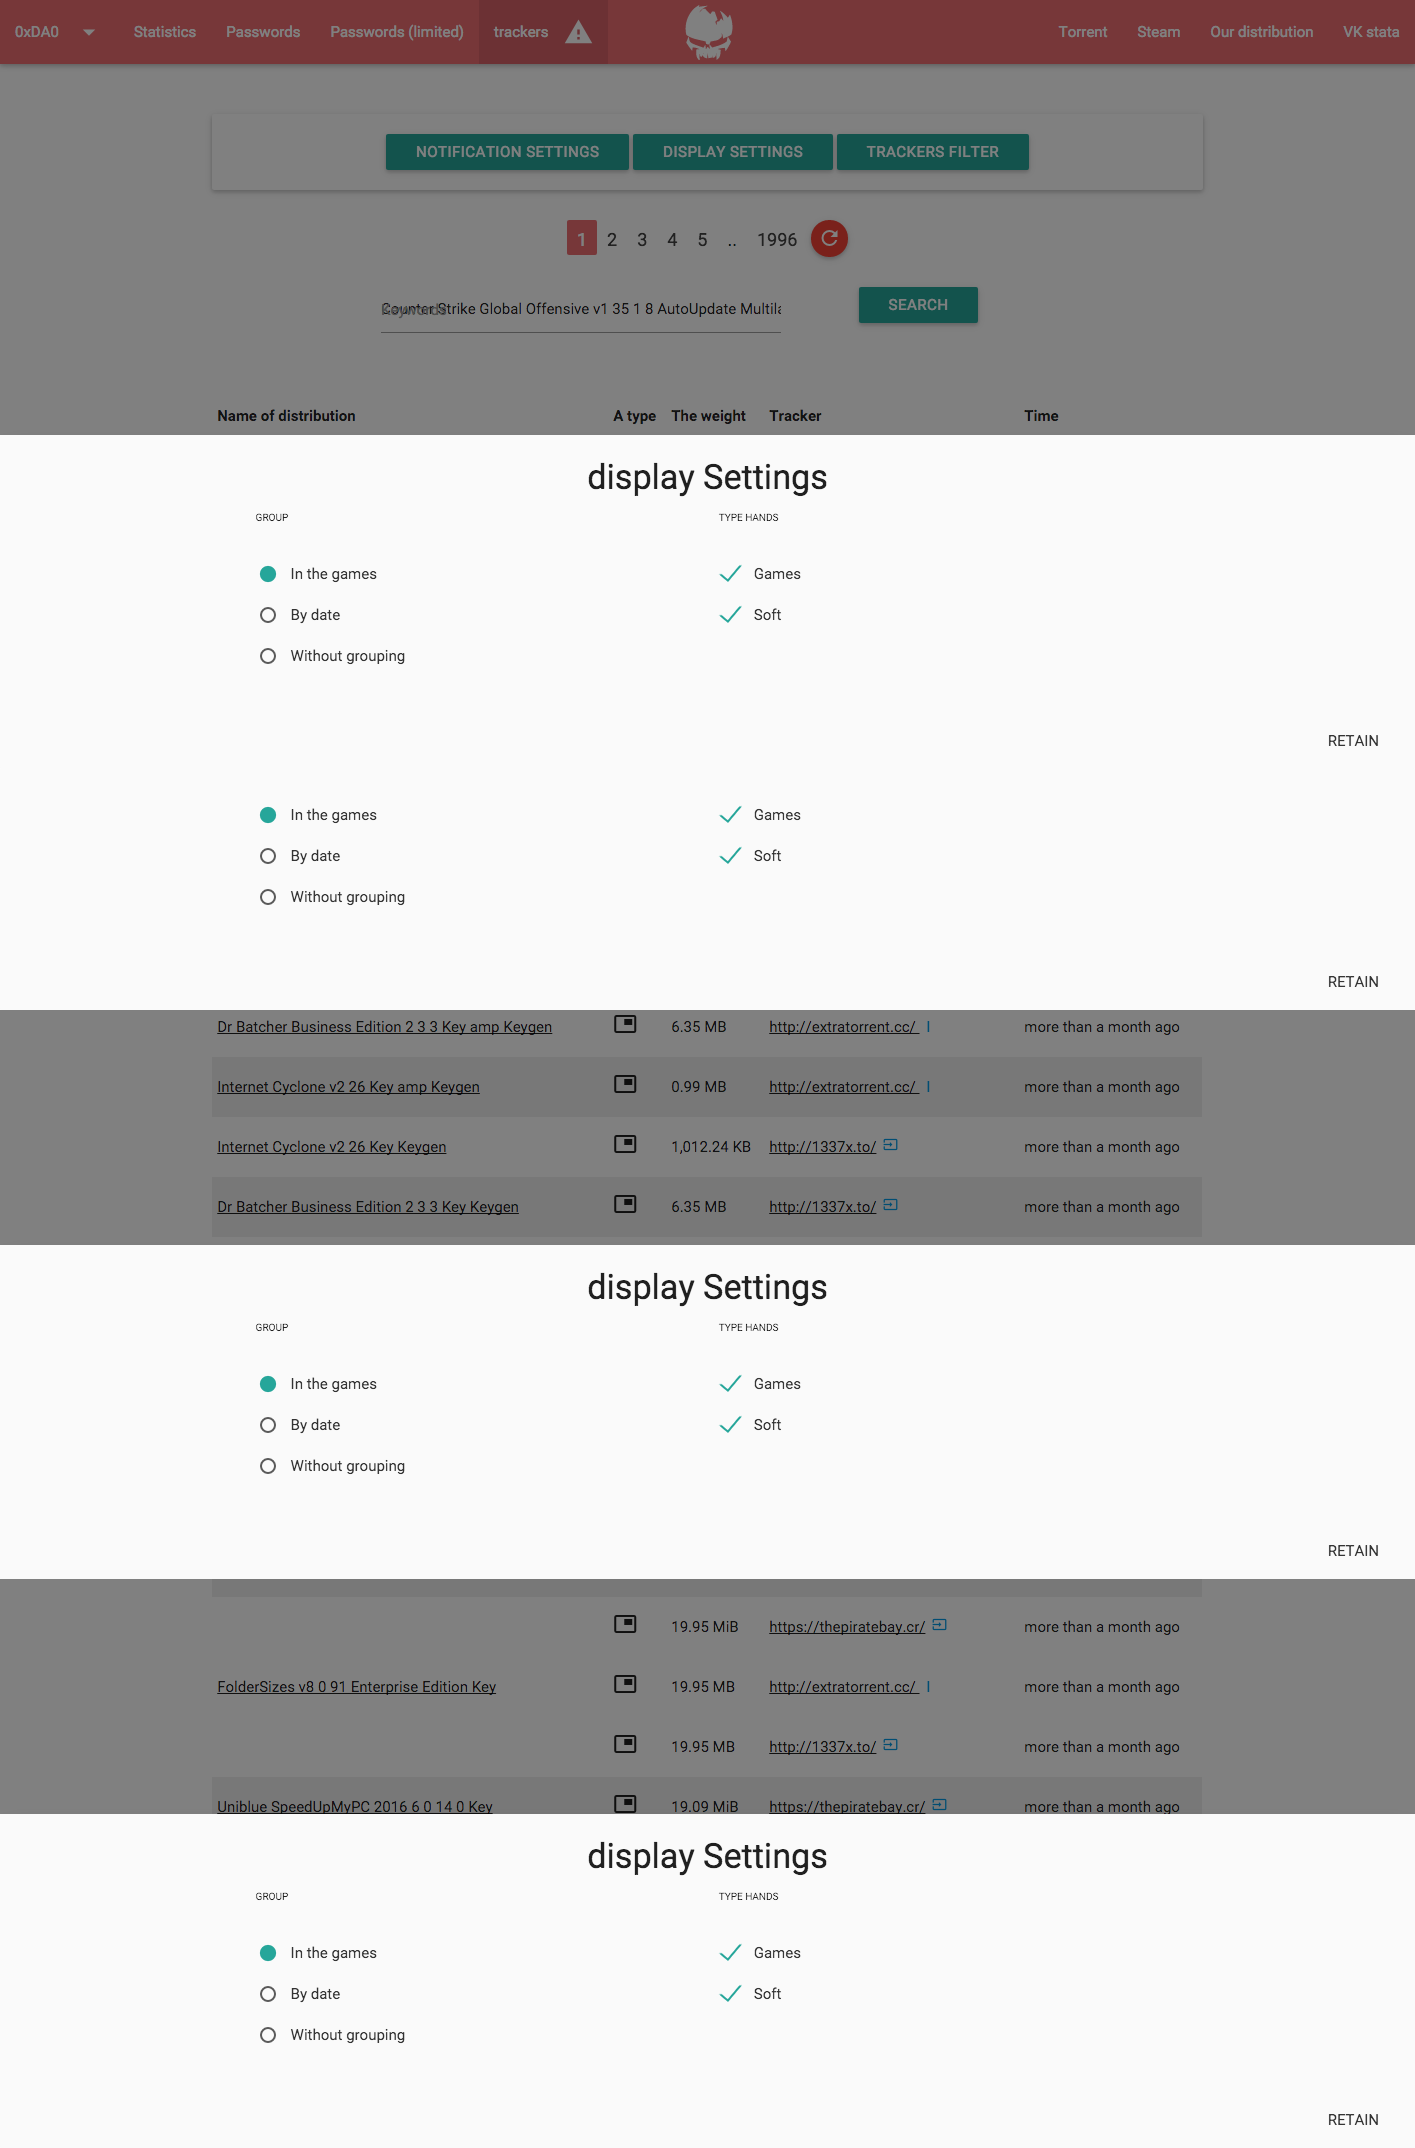 0xDA0 Statistics Passwords Passwords (limited) trackers Torrent Steam Our distribution VK stata
NOTIFICATION SETTINGS DISPLAY SETTINGS TRACKERS FILTER
1 2 3 4 5 .. 1996
Keywords
Counter Strike Global Offensive v1 35 1 8 AutoUpdate Multila
SEARCH
Name of distribution A type The weight Tracker Time
display Settings
GROUP TYPE HANDS
In the games Games
By date Soft
Without grouping
RETAIN
In the games Games
By date Soft
Without grouping
RETAIN
Dr Batcher Business Edition 2 3 3 Key amp Keygen 6.35 MB http://extratorrent.cc/ more than a month ago
Internet Cyclone v2 26 Key amp Keygen 0.99 MB http://extratorrent.cc/ more than a month ago
Internet Cyclone v2 26 Key Keygen 1,012.24 KB http://1337x.to/ more than a month ago
Dr Batcher Business Edition 2 3 3 Key Keygen 6.35 MB http://1337x.to/ more than a month ago
display Settings
GROUP TYPE HANDS
In the games Games
By date Soft
Without grouping
RETAIN
19.95 MiB https://thepiratebay.cr/ more than a month ago
FolderSizes v8 0 91 Enterprise Edition Key 19.95 MB http://extratorrent.cc/ more than a month ago
19.95 MB http://1337x.to/ more than a month ago
Uniblue SpeedUpMyPC 2016 6 0 14 0 Key 19.09 MiB https://thepiratebay.cr/ more than a month ago
display Settings
GROUP TYPE HANDS
In the games Games
By date Soft
Without grouping
RETAIN